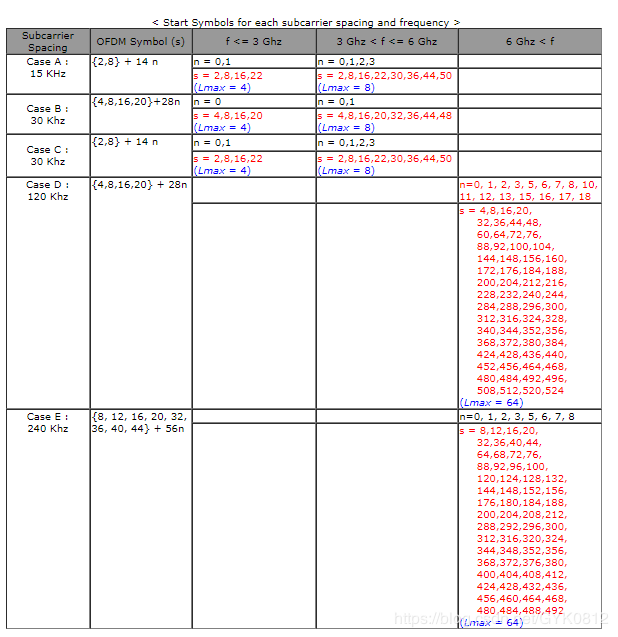 < Start Symbols for each subcarrier spacing and frequency >
Subcarrier Spacing OFDM Symbol (s) f <= 3 Ghz 3 Ghz < f <= 6 Ghz 6 Ghz < f
Case A : {2,8} + 14 n n = 0,1 n = 0,1,2,3
15 KHz s = 2,8,16,22 s = 2,8,16,22,30,36,44,50
(Lmax = 4) (Lmax = 8)
Case B : {4,8,16,20}+28n n = 0 n = 0,1
30 Khz s = 4,8,16,20 s = 4,8,16,20,32,36,44,48
(Lmax = 4) (Lmax = 8)
Case C : {2,8} + 14 n n = 0,1 n = 0,1,2,3
30 Khz s = 2,8,16,22 s = 2,8,16,22,30,36,44,50
(Lmax = 4) (Lmax = 8)
Case D : {4,8,16,20} + 28n n=0, 1, 2, 3, 5, 6, 7, 8, 10,
120 Khz 11, 12, 13, 15, 16, 17, 18
s = 4,8,16,20,
32,36,44,48,
60,64,72,76,
88,92,100,104,
144,148,156,160,
172,176,184,188,
200,204,212,216,
228,232,240,244,
284,288,296,300,
312,316,324,328,
340,344,352,356,
368,372,380,384,
424,428,436,440,
452,456,464,468,
480,484,492,496,
508,512,520,524
(Lmax = 64)
Case E : {8, 12, 16, 20, 32, n=0, 1, 2, 3, 5, 6, 7, 8
240 Khz 36, 40, 44} + 56n
s = 8,12,16,20,
32,36,40,44,
64,68,72,76,
88,92,96,100,
120,124,128,132,
144,148,152,156,
176,180,184,188,
200,204,208,212,
288,292,296,300,
312,316,320,324,
344,348,352,356,
368,372,376,380,
400,404,408,412,
424,428,432,436,
456,460,464,468,
480,484,488,492
(Lmax = 64)